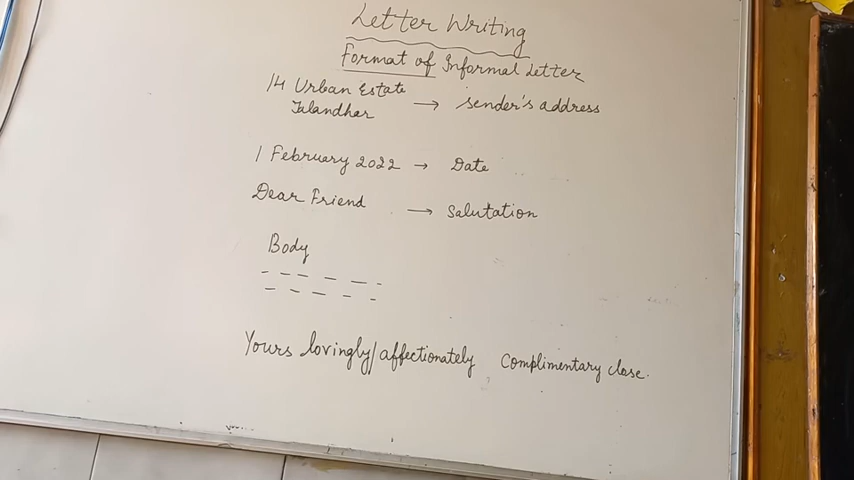 Letter Writing
Format of Informal Letter
14 Urban Estate
Jalandhar → sender's address
1 February 2022 → Date
Dear Friend → Salutation
Body
Yours lovingly/affectionately Complimentary close.